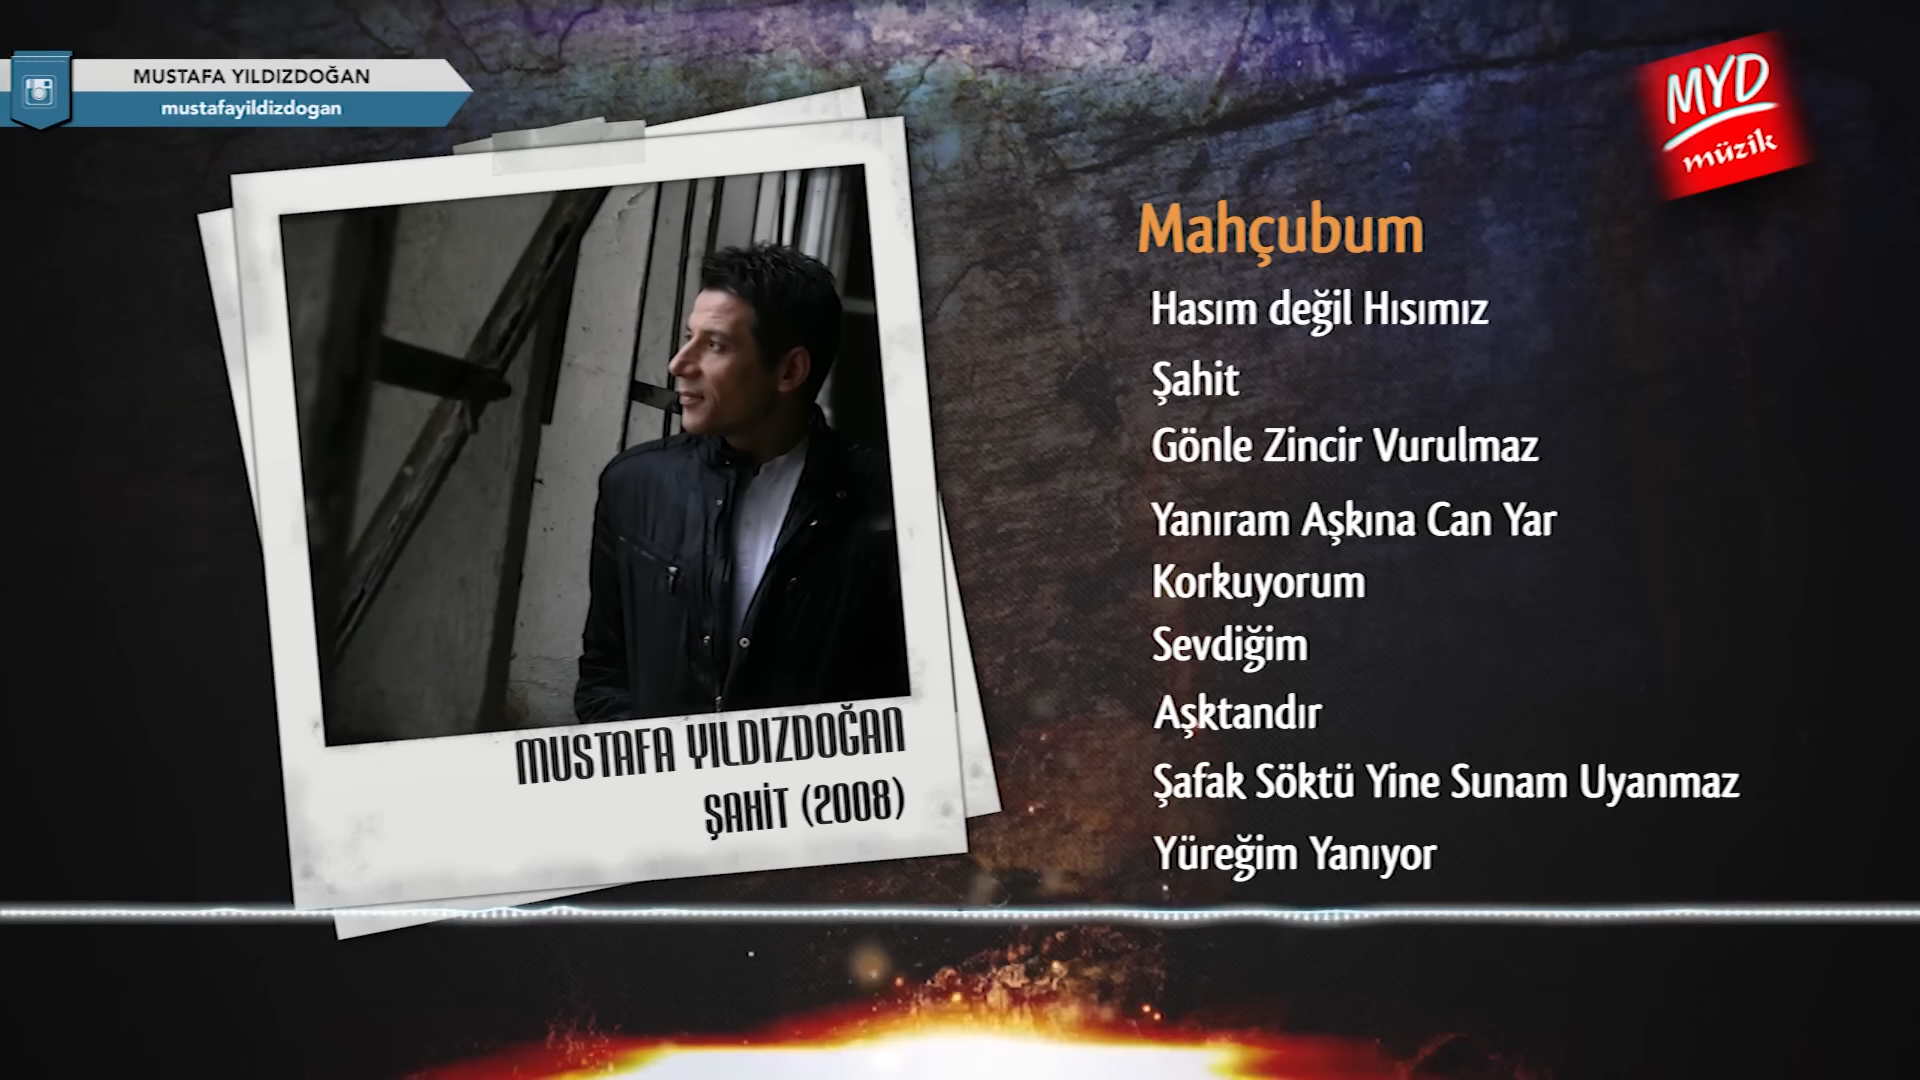 MUSTAFA YILDIZDOĞAN
mustafayildizdogan
MYD
müzik
Mahçubum
Hasım değil Hısımız
Şahit
Gönle Zincir Vurulmaz
Yanıram Aşkına Can Yar
Korkuyorum
Sevdiğim
Aşktandır
Şafak Söktü Yine Sunam Uyanmaz
Yüreğim Yanıyor
MUSTAFA YILDIZDOĞAN
ŞAHİT (2008)